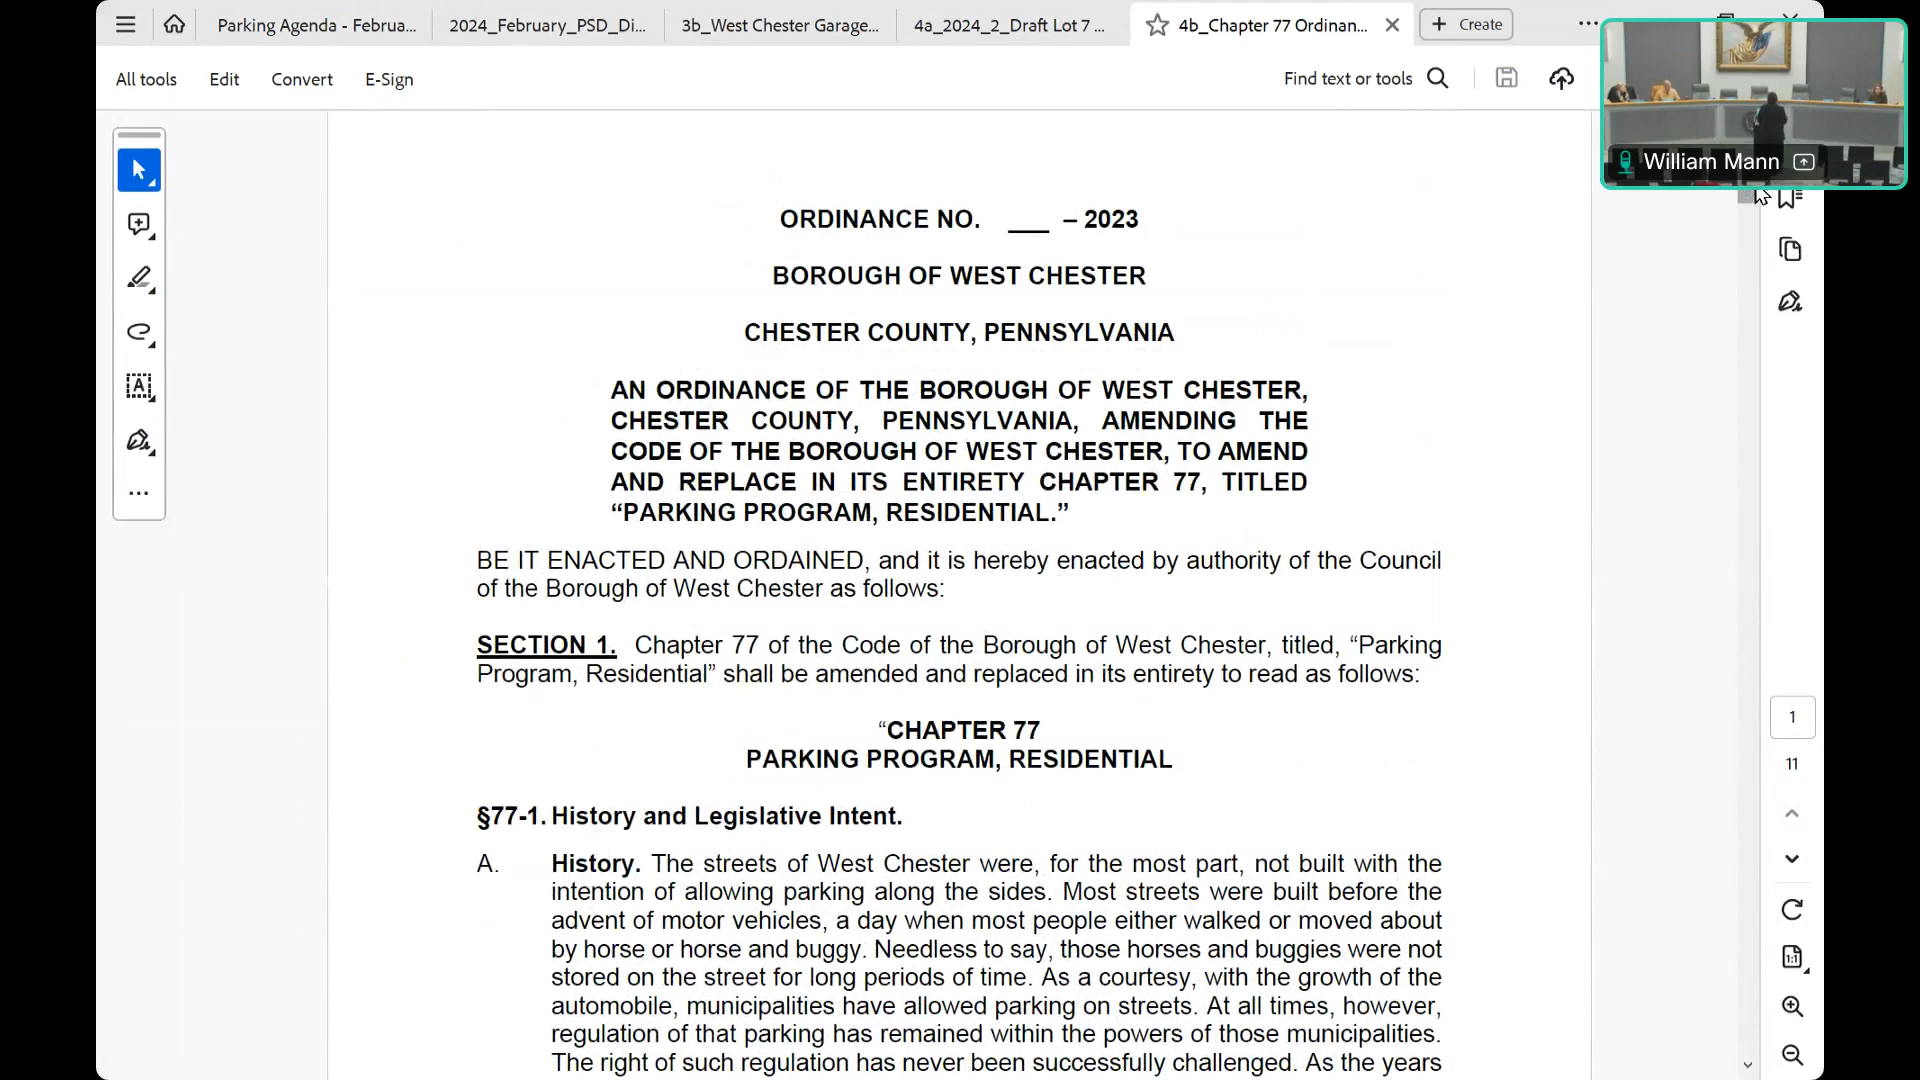 Parking Agenda - Februa...
2024_February_PSD_Di...
3b_West Chester Garage...
4a_2024_2_Draft Lot 7 ...
4b_Chapter 77 Ordinan...
Create
All tools
Edit
Convert
E-Sign
Find text or tools
William Mann
ORDINANCE NO. ___ – 2023
BOROUGH OF WEST CHESTER
CHESTER COUNTY, PENNSYLVANIA
AN ORDINANCE OF THE BOROUGH OF WEST CHESTER,
CHESTER COUNTY, PENNSYLVANIA, AMENDING THE
CODE OF THE BOROUGH OF WEST CHESTER, TO AMEND
AND REPLACE IN ITS ENTIRETY CHAPTER 77, TITLED
“PARKING PROGRAM, RESIDENTIAL.”
BE IT ENACTED AND ORDAINED, and it is hereby enacted by authority of the Council
of the Borough of West Chester as follows:
SECTION 1. Chapter 77 of the Code of the Borough of West Chester, titled, “Parking
Program, Residential” shall be amended and replaced in its entirety to read as follows:
“CHAPTER 77
PARKING PROGRAM, RESIDENTIAL
§77-1. History and Legislative Intent.
A. History. The streets of West Chester were, for the most part, not built with the
intention of allowing parking along the sides. Most streets were built before the
advent of motor vehicles, a day when most people either walked or moved about
by horse or horse and buggy. Needless to say, those horses and buggies were not
stored on the street for long periods of time. As a courtesy, with the growth of the
automobile, municipalities have allowed parking on streets. At all times, however,
regulation of that parking has remained within the powers of those municipalities.
The right of such regulation has never been successfully challenged. As the years
1
11
1:1